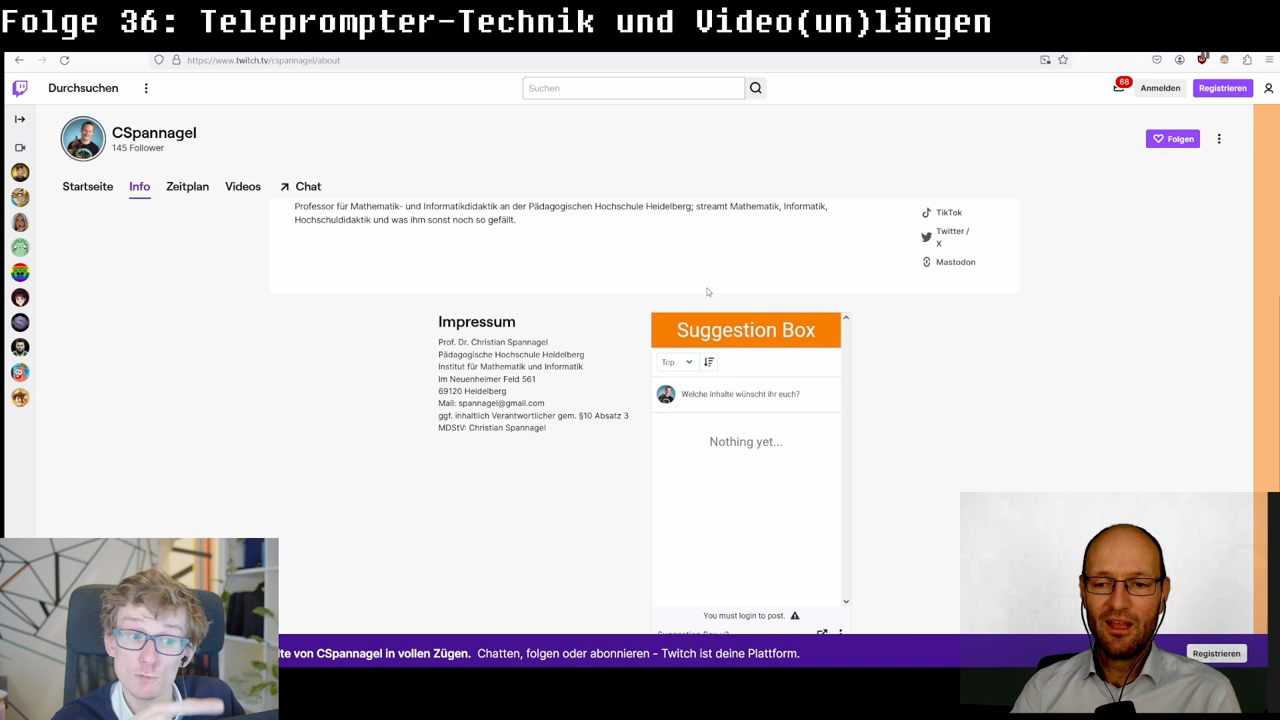 Folge 36: Teleprompter-Technik und Video(un)längen
https://www.twitch.tv/cspannagel/about
Durchsuchen
Suchen
68
Anmelden
Registrieren
CSpannagel
145 Follower
Folgen
Startseite
Info
Zeitplan
Videos
Chat
Professor für Mathematik- und Informatikdidaktik an der Pädagogischen Hochschule Heidelberg; streamt Mathematik, Informatik,
Hochschuldidaktik und was ihm sonst noch so gefällt.
TikTok
Twitter /
X
Mastodon
Impressum
Prof. Dr. Christian Spannagel
Pädagogische Hochschule Heidelberg
Institut für Mathematik und Informatik
Im Neuenheimer Feld 561
69120 Heidelberg
Mail: spannagel@gmail.com
ggf. inhaltlich Verantwortlicher gem. §10 Absatz 3
MDStV: Christian Spannagel
Suggestion Box
Top
Welche Inhalte wünscht ihr euch?
Nothing yet...
You must login to post.
Suggestion Box v2
lte von CSpannagel in vollen Zügen. Chatten, folgen oder abonnieren - Twitch ist deine Plattform.
Registrieren